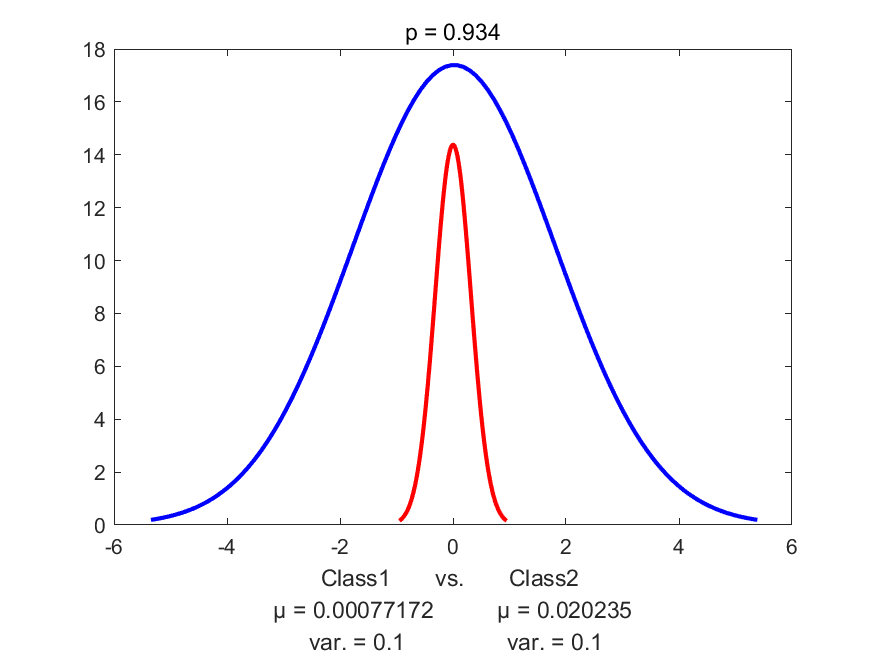 p = 0.934
18
16
14
12
10
8
6
4
2
0
-6 -4 -2 0 2 4 6
Class1 vs. Class2
μ = 0.00077172 μ = 0.020235
var. = 0.1 var. = 0.1